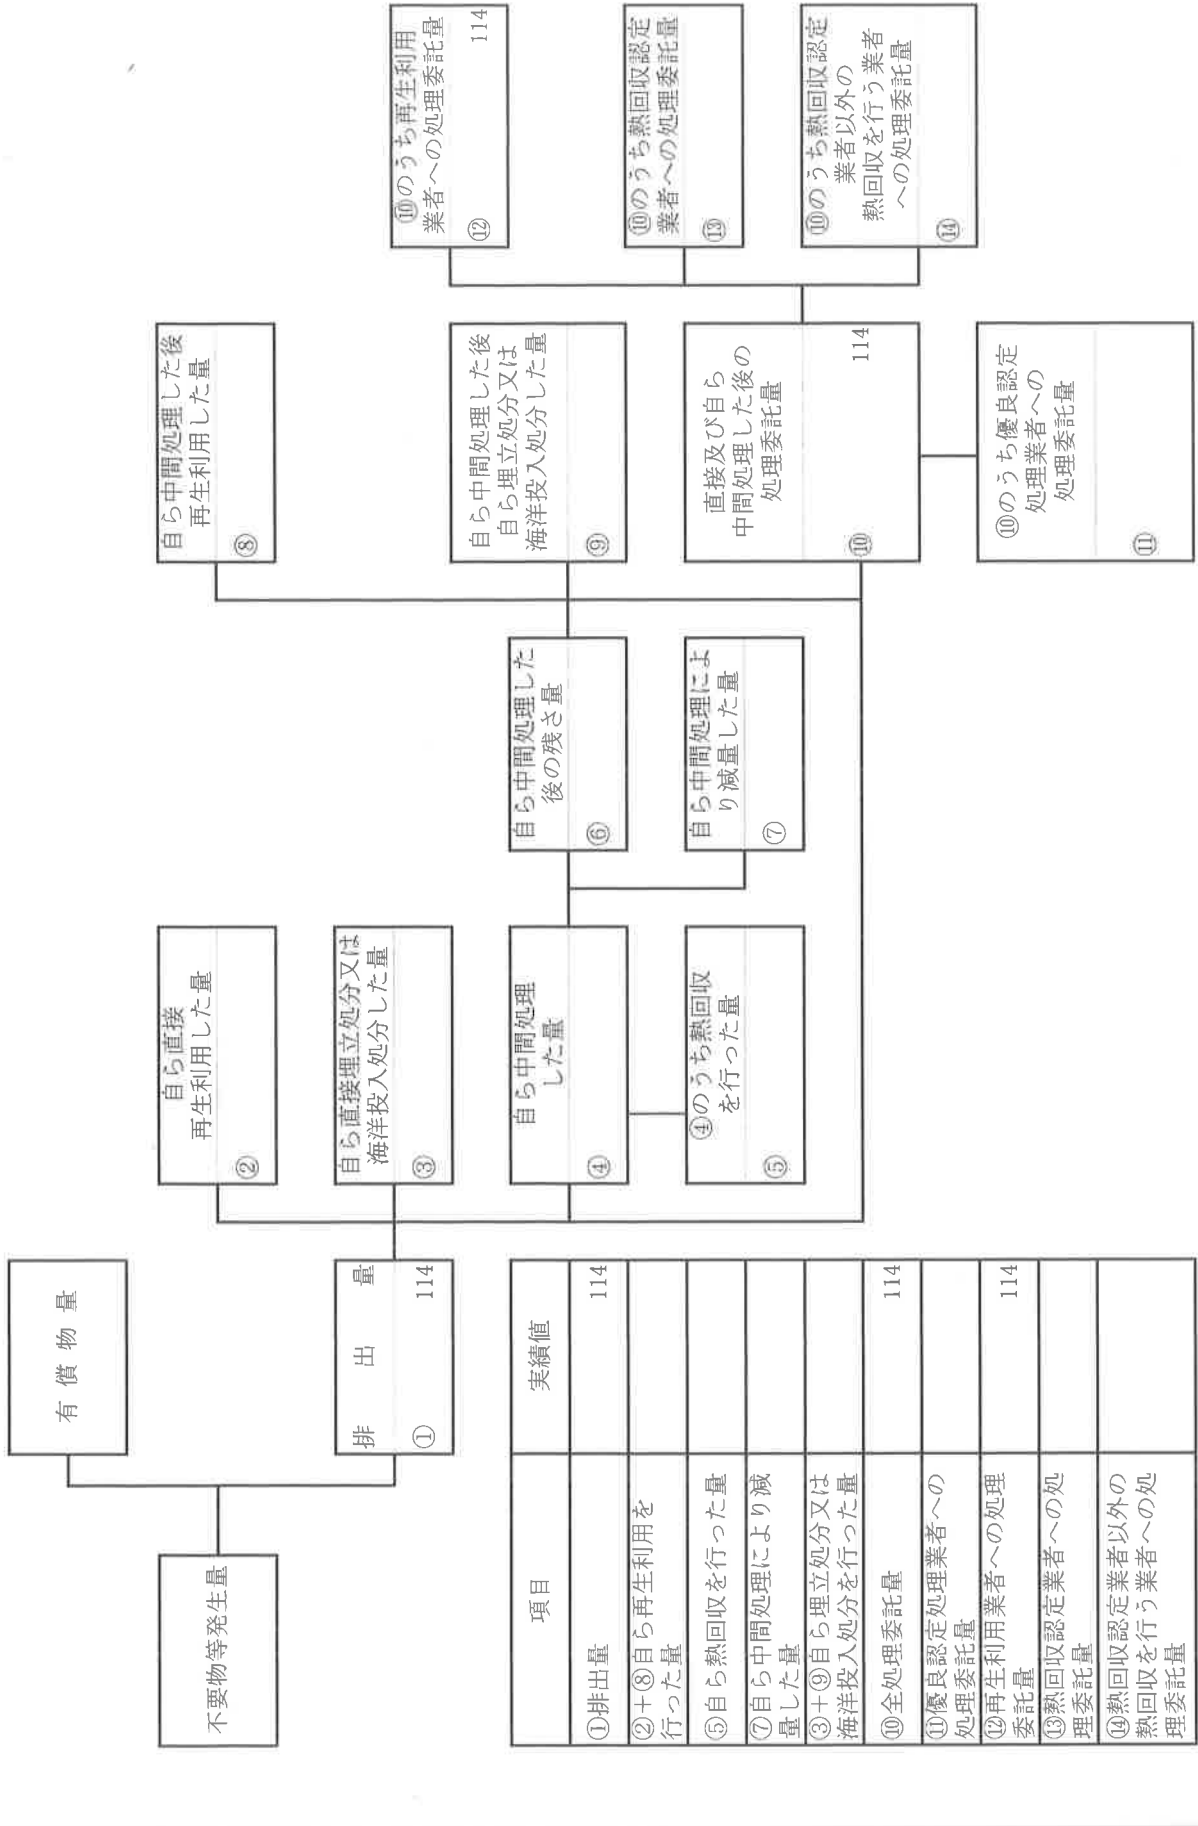 不要物等発生量
有償物量
排出量
①
114
自ら直接
再生利用した量
②
自ら直接埋立処分又は
海洋投入処分した量
③
自ら中間処理
した量
④
④のうち熱回収
を行った量
⑤
自ら中間処理した
後の残さ量
⑥
自ら中間処理によ
り減量した量
⑦
自ら中間処理した後
再生利用した量
⑧
自ら中間処理した後
自ら埋立処分又は
海洋投入処分した量
⑨
直接及び自ら
中間処理した後の
処理委託量
⑩
114
⑩のうち優良認定
処理業者への
処理委託量
⑪
⑩のうち再生利用
業者への処理委託量
⑫
114
⑩のうち熱回収認定
業者への処理委託量
⑬
⑩のうち熱回収認定
業者以外の
熱回収を行う業者
への処理委託量
⑭
項目 実績値
①排出量 114
②+⑧自ら再生利用を
行った量
⑤自ら熱回収を行った量
⑦自ら中間処理により減
量した量
③+⑨自ら埋立処分又は
海洋投入処分を行った量
⑩全処理委託量 114
⑪優良認定処理業者への
処理委託量
⑫再生利用業者への処理
委託量 114
⑬熱回収認定業者への処
理委託量
⑭熱回収認定業者以外の
熱回収を行う業者への処
理委託量